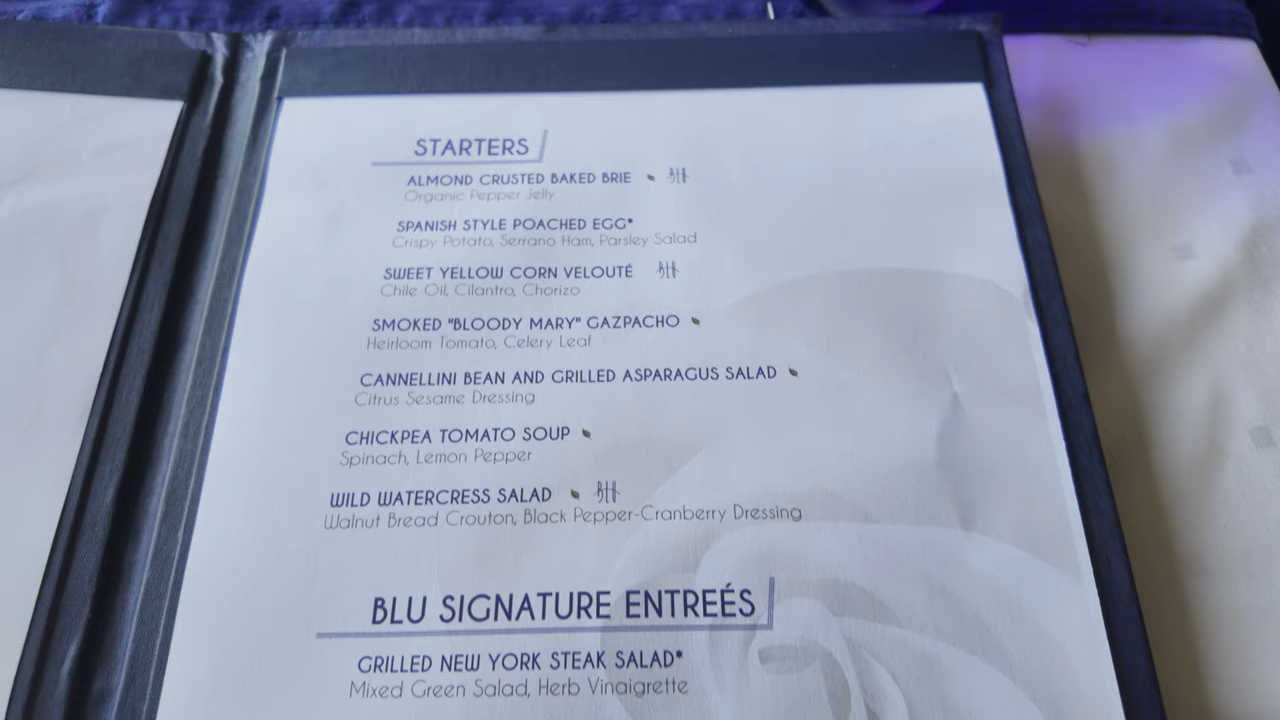 STARTERS
ALMOND CRUSTED BAKED BRIE
Organic Pepper Jelly
SPANISH STYLE POACHED EGG*
Crispy Potato, Serrano Ham, Parsley Salad
SWEET YELLOW CORN VELOUTÉ
Chile Oil, Cilantro, Chorizo
SMOKED "BLOODY MARY" GAZPACHO
Heirloom Tomato, Celery Leaf
CANNELLINI BEAN AND GRILLED ASPARAGUS SALAD
Citrus Sesame Dressing
CHICKPEA TOMATO SOUP
Spinach, Lemon Pepper
WILD WATERCRESS SALAD
Walnut Bread Crouton, Black Pepper-Cranberry Dressing
BLU SIGNATURE ENTREÉS
GRILLED NEW YORK STEAK SALAD*
Mixed Green Salad, Herb Vinaigrette